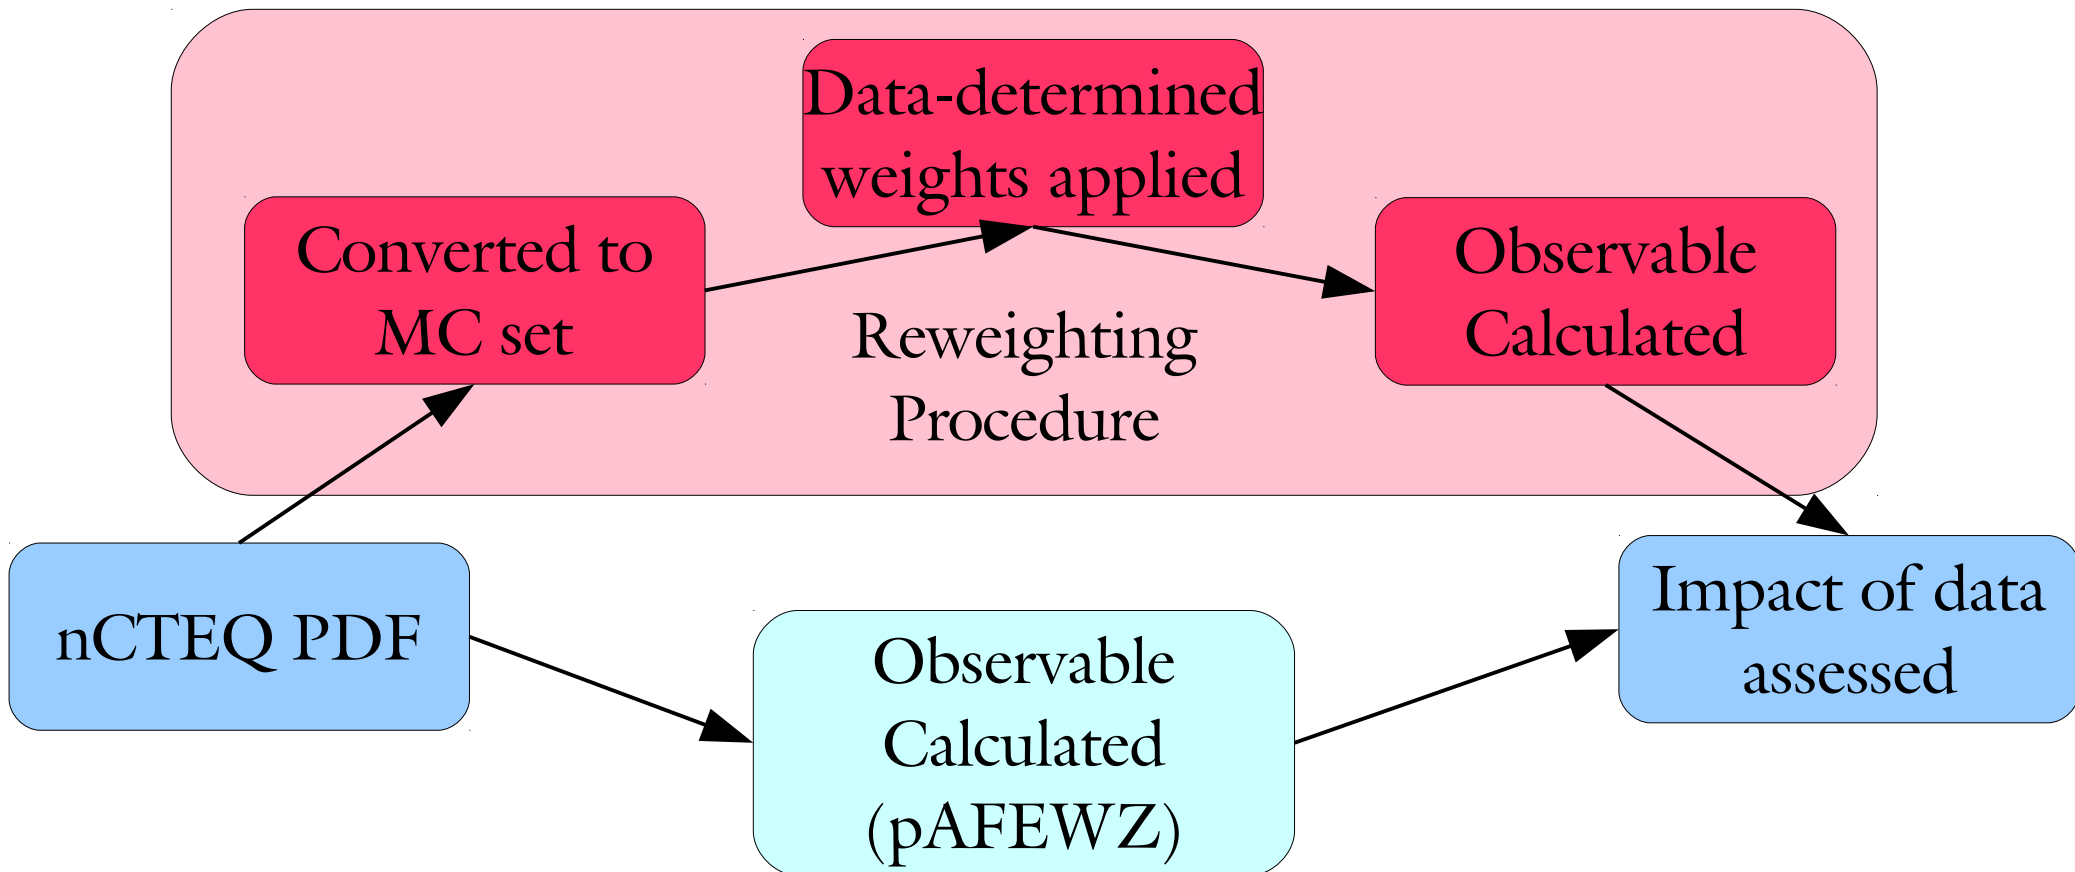 Data-determined
weights applied
Converted to
MC set
Observable
Calculated
Reweighting
Procedure
nCTEQ PDF
Observable
Calculated
(pAFEWZ)
Impact of data
assessed